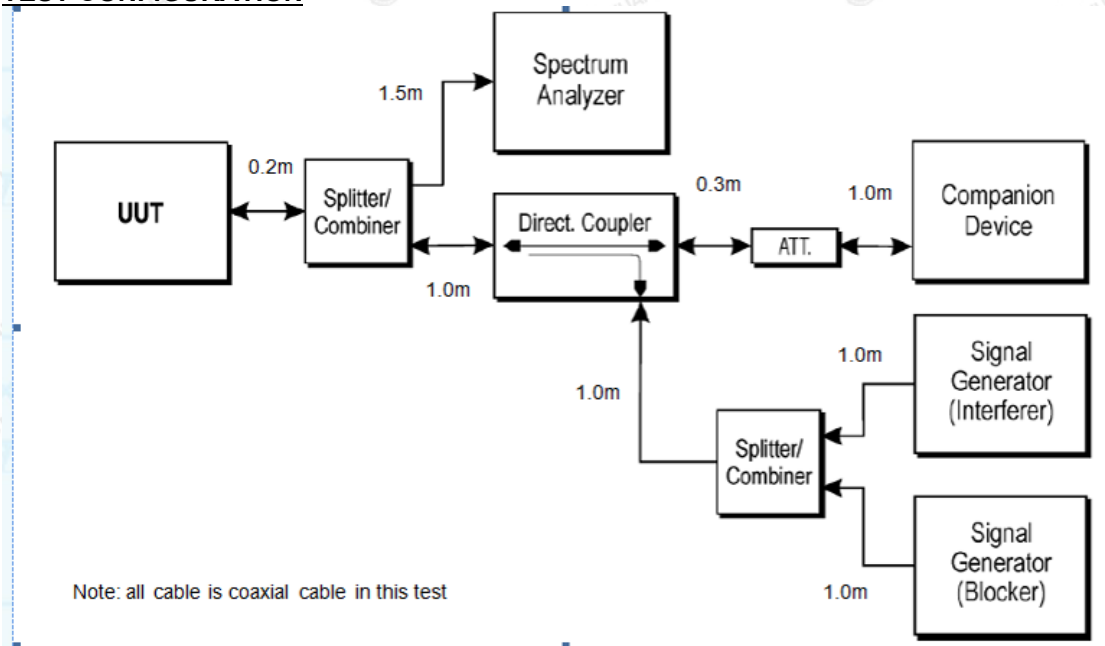 TEST CONFIGURATION
Spectrum
Analyzer
1.5m
UUT
0.2m
Splitter/
Combiner
1.0m
Direct. Coupler
0.3m
ATT.
1.0m
Companion
Device
1.0m
Splitter/
Combiner
1.0m
Signal
Generator
(Interferer)
1.0m
Signal
Generator
(Blocker)
Note: all cable is coaxial cable in this test